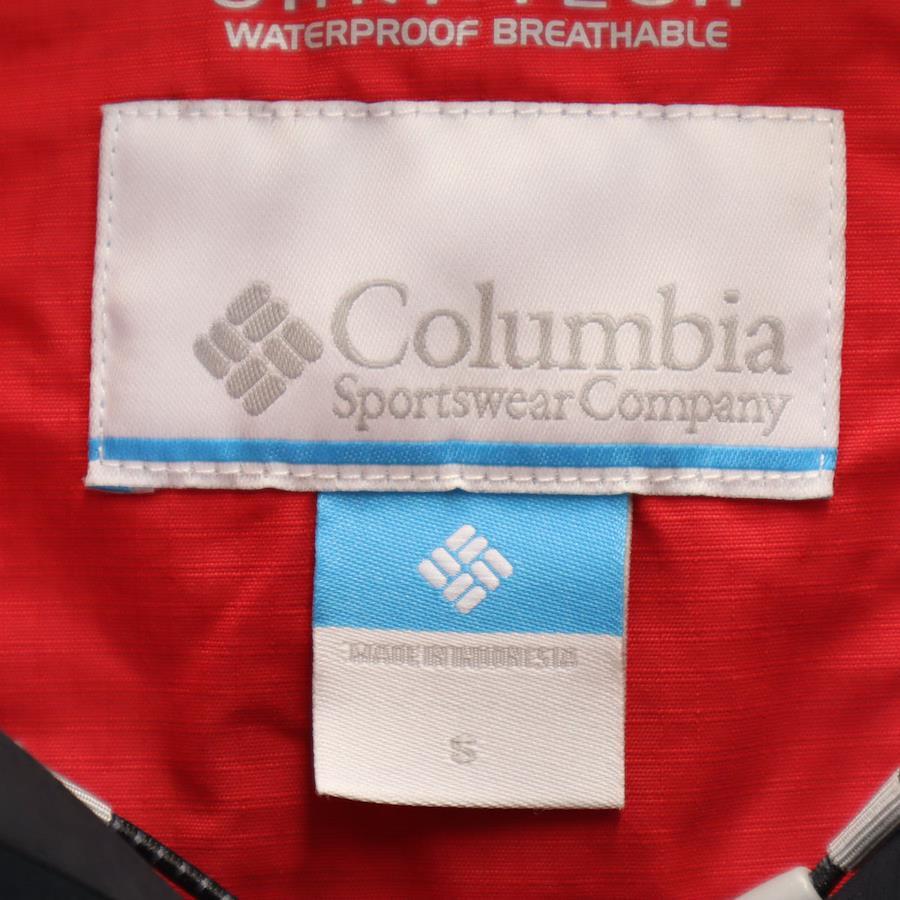 WATERPROOF BREATHABLE
Columbia
Sportswear Company
MADE IN INDONESIA
S